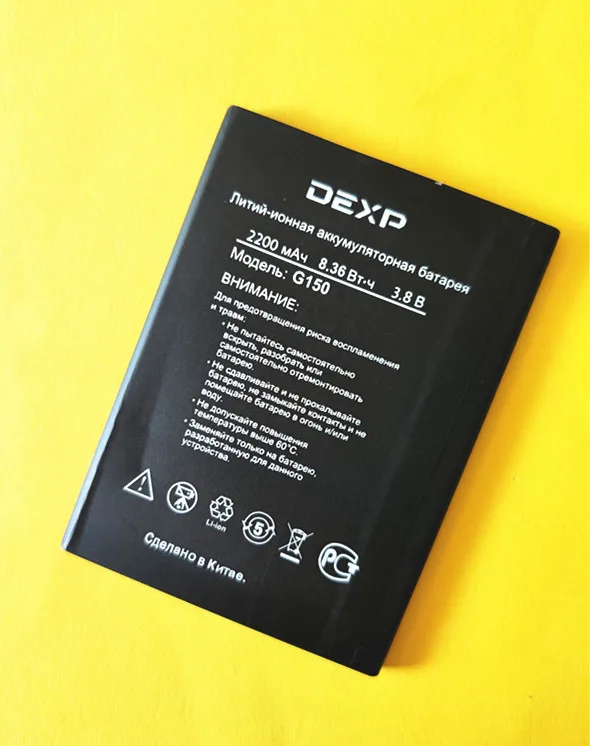 DEXP
Литий-ионная аккумуляторная батарея
2200 мАч 8.36 Вт·ч 3.8 В
Модель: G150
ВНИМАНИЕ:
Для предотвращения риска воспламенения
и травм:
• Не пытайтесь самостоятельно
вскрыть, разобрать или
самостоятельно отремонтировать
батарею.
• Не сдавливайте и не прокалывайте
батарею, не замыкайте контакты и не
помещайте батарею в огонь и/или
воду.
• Не допускайте повышения
температуры выше 60°C.
• Заменяйте только на батарею,
разработанную для данного
устройства.
Li-ion
5
РСТ
Сделано в Китае.